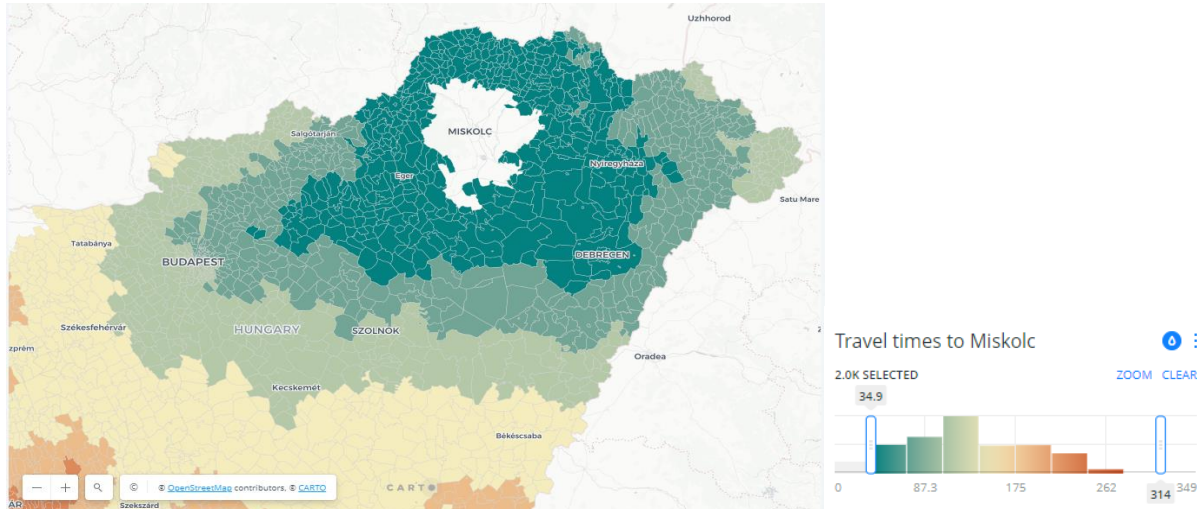 Uzhhorod
MISKOLC
Salgótarján
Nyíregyháza
Eger
Satu Mare
Tatabánya
BUDAPEST
DEBRECEN
Székesfehérvár
HUNGARY
SZOLNOK
zprém
Oradea
Kecskemét
Békéscsaba
© © OpenStreetMap contributors, © CARTO
CARTO
ÁR
Szekszárd
Travel times to Miskolc
2.0K SELECTED
ZOOM CLEAR
34.9
0 87.3 175 262 314 349